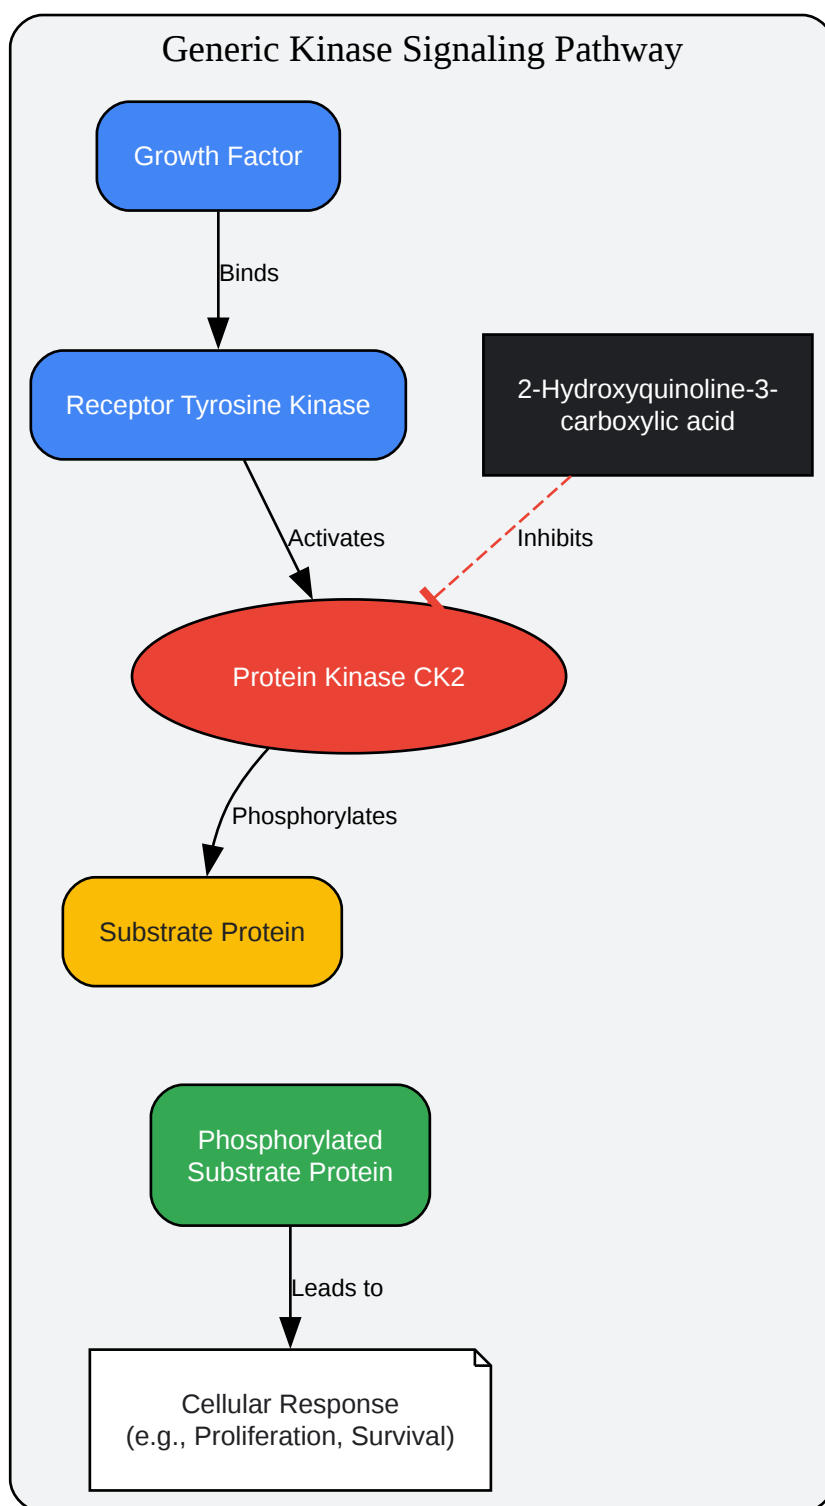 Generic Kinase Signaling Pathway
Growth Factor
Binds
Receptor Tyrosine Kinase
2-Hydroxyquinoline-3-
carboxylic acid
Activates
Inhibits
Protein Kinase CK2
Phosphorylates
Substrate Protein
Phosphorylated
Substrate Protein
Leads to
Cellular Response
(e.g., Proliferation, Survival)